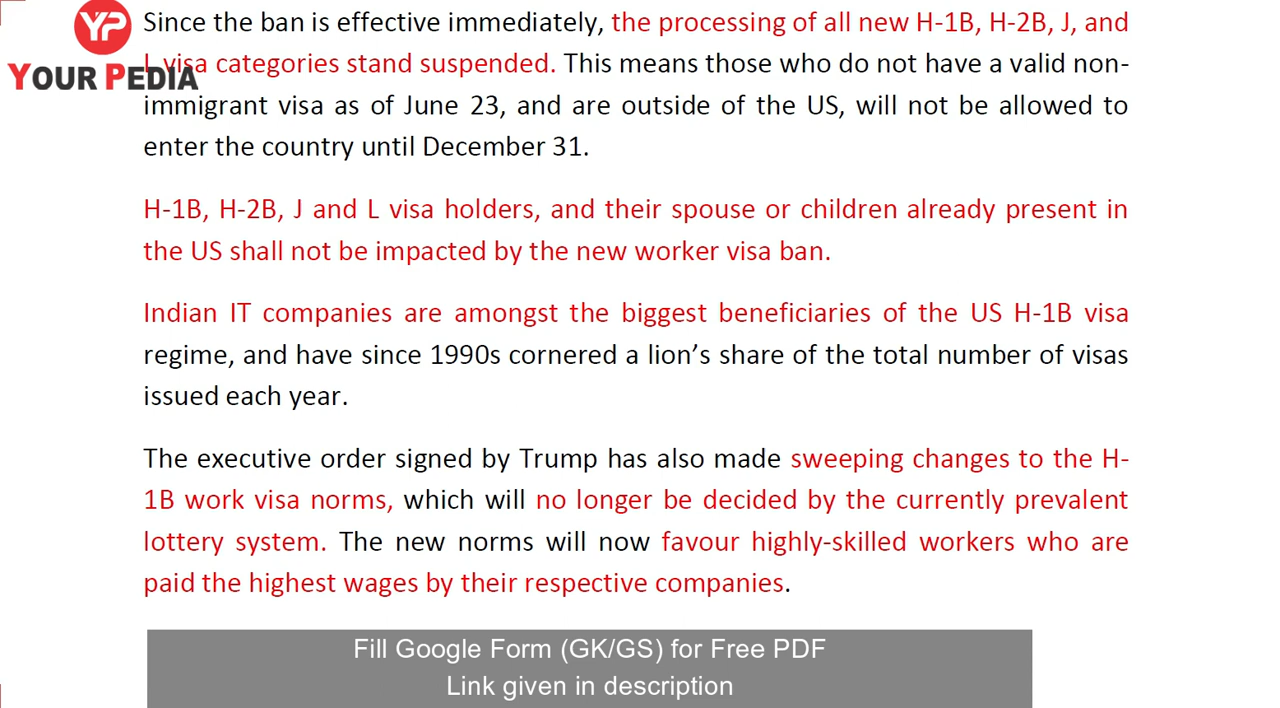 Since the ban is effective immediately, the processing of all new H-1B, H-2B, J, and
L visa categories stand suspended. This means those who do not have a valid non-
immigrant visa as of June 23, and are outside of the US, will not be allowed to
enter the country until December 31.
H-1B, H-2B, J and L visa holders, and their spouse or children already present in
the US shall not be impacted by the new worker visa ban.
Indian IT companies are amongst the biggest beneficiaries of the US H-1B visa
regime, and have since 1990s cornered a lion’s share of the total number of visas
issued each year.
The executive order signed by Trump has also made sweeping changes to the H-
1B work visa norms, which will no longer be decided by the currently prevalent
lottery system. The new norms will now favour highly-skilled workers who are
paid the highest wages by their respective companies.
YP
YOUR PEDIA
Fill Google Form (GK/GS) for Free PDF
Link given in description